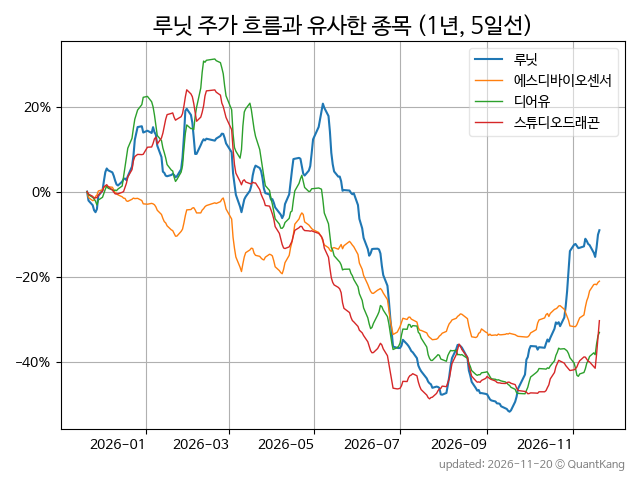 루닛 주가 흐름과 유사한 종목 (1년, 5일선)
루닛
에스디바이오센서
디어유
스튜디오드래곤
20%
0%
−20%
−40%
2026-01 2026-03 2026-05 2026-07 2026-09 2026-11
updated: 2026-11-20 © QuantKang